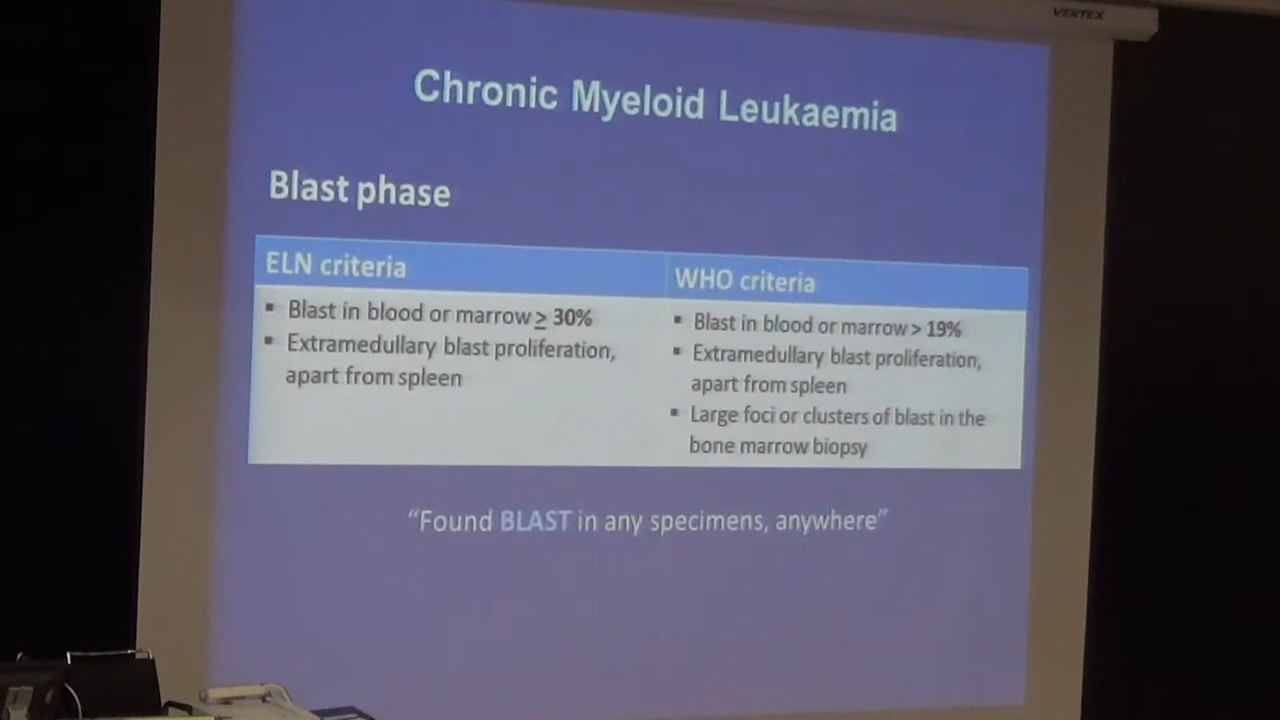 VERTEX
Chronic Myeloid Leukaemia
Blast phase
ELN criteria
▪ Blast in blood or marrow ≥ 30%
▪ Extramedullary blast proliferation,
apart from spleen
WHO criteria
▪ Blast in blood or marrow > 19%
▪ Extramedullary blast proliferation,
apart from spleen
▪ Large foci or clusters of blast in the
bone marrow biopsy
“Found BLAST in any specimens, anywhere”